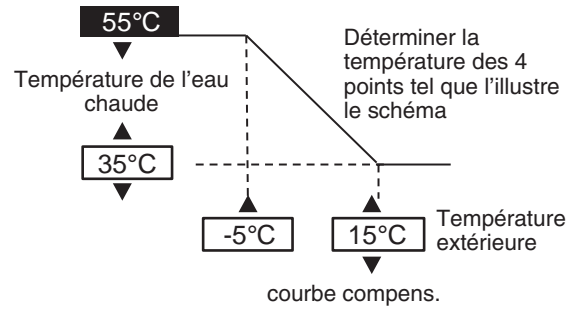 55°C
Température de l'eau
chaude
35°C
Déterminer la
température des 4
points tel que l'illustre
le schéma
-5°C
15°C
Température
extérieure
courbe compens.